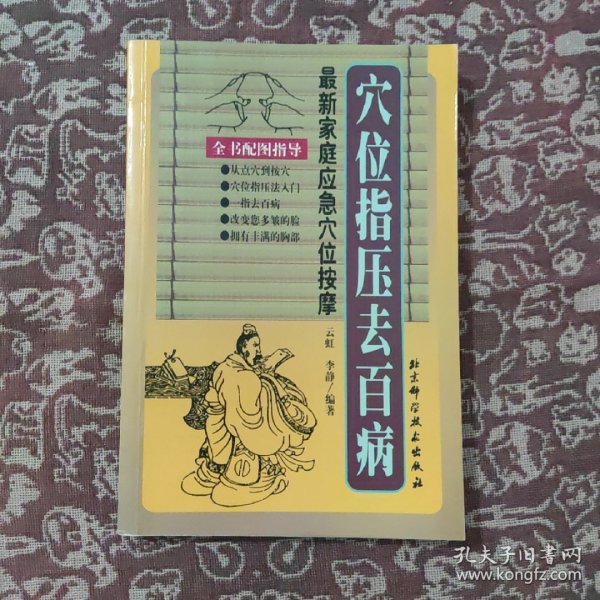 穴位指压去百病
最新家庭应急穴位按摩
全书配图指导
●从点穴到按穴
●穴位指压法入门
●一指去百病
●改变您多皱的脸
●拥有丰满的胸部
云虹 李静/编著
北京科学技术出版社
孔夫子旧书网
www.kongfz.com